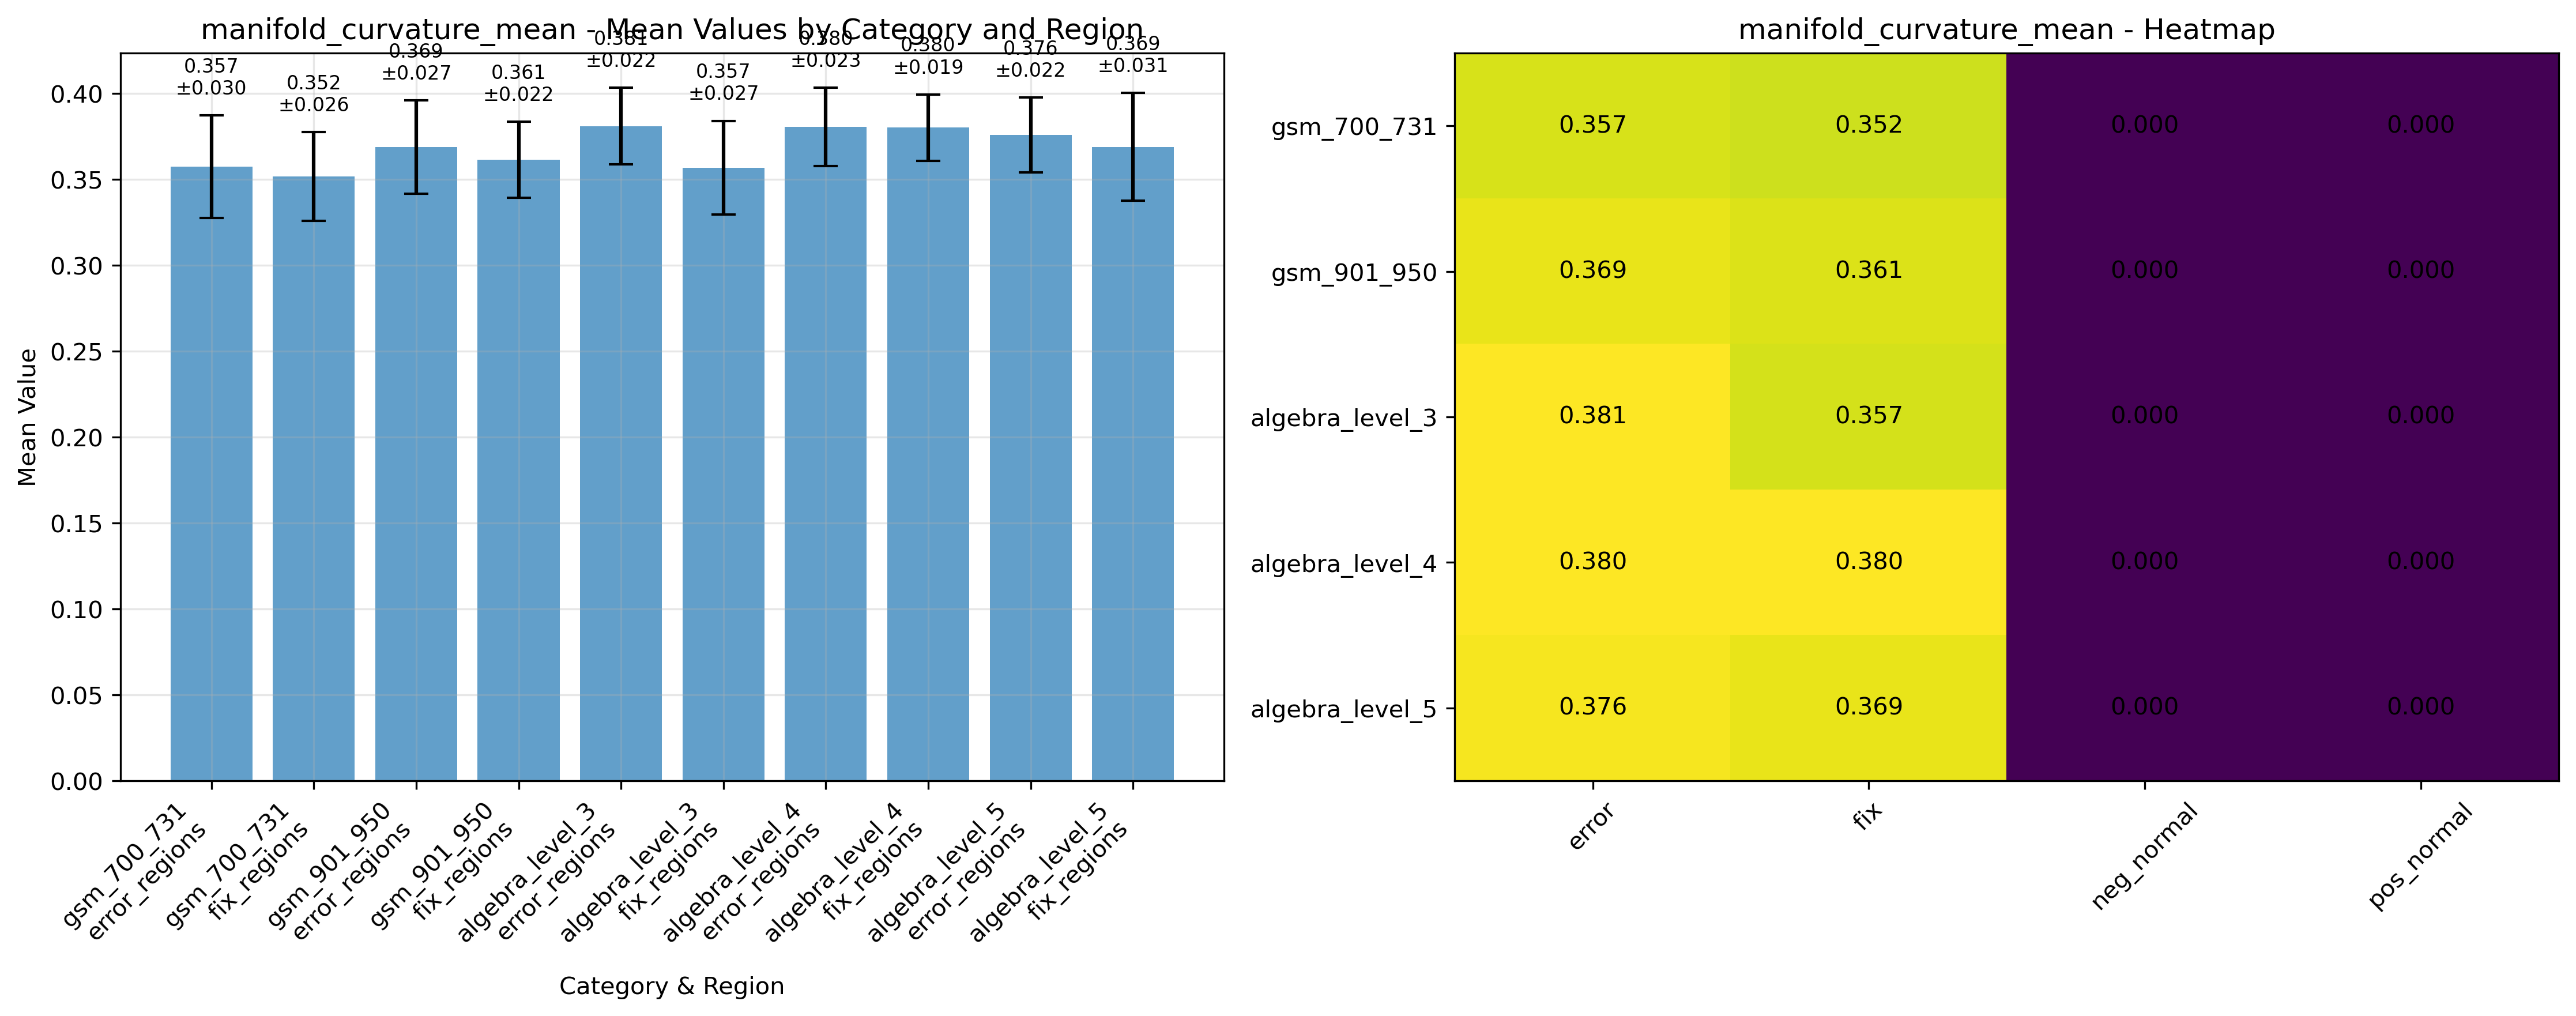 manifold_curvature_mean - Mean Values by Category and Region
0.357
±0.030
0.352
±0.026
0.369
±0.027
0.361
±0.022
0.381
±0.022
0.357
±0.027
0.380
±0.023
0.380
±0.019
0.376
±0.022
0.369
±0.031
Mean Value
0.40
0.35
0.30
0.25
0.20
0.15
0.10
0.05
0.00
gsm_700_731
error_regions
gsm_700_731
fix_regions
gsm_901_950
error_regions
gsm_901_950
fix_regions
algebra_level_3
error_regions
algebra_level_3
fix_regions
algebra_level_4
error_regions
algebra_level_4
fix_regions
algebra_level_5
error_regions
algebra_level_5
fix_regions
Category & Region
manifold_curvature_mean - Heatmap
gsm_700_731 0.357 0.352 0.000 0.000
gsm_901_950 0.369 0.361 0.000 0.000
algebra_level_3 0.381 0.357 0.000 0.000
algebra_level_4 0.380 0.380 0.000 0.000
algebra_level_5 0.376 0.369 0.000 0.000
error fix neg_normal pos_normal